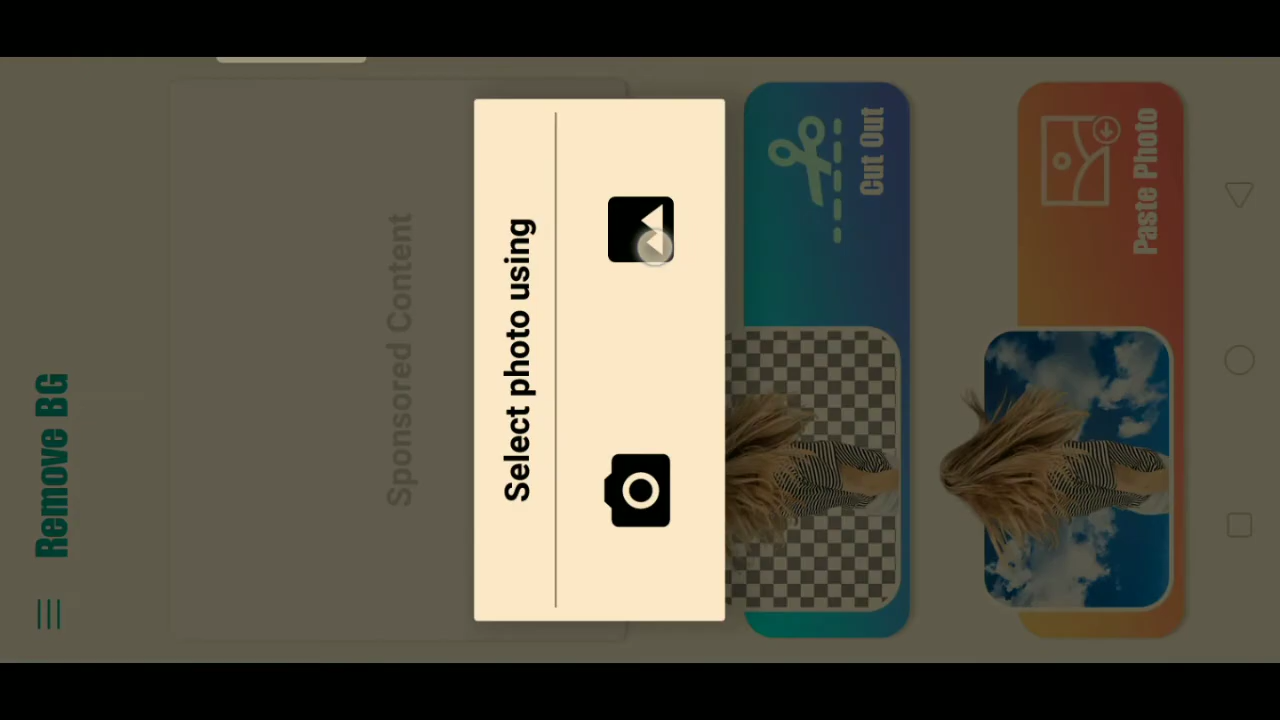 Remove BG
Sponsored Content
Select photo using
Cut Out
Paste Photo